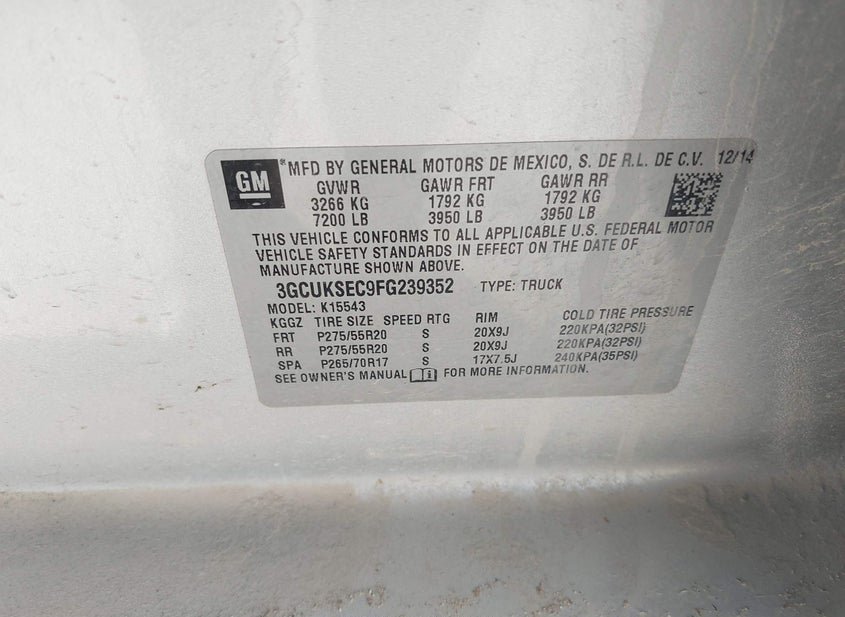 GM
*MFD BY GENERAL MOTORS DE MEXICO, S. DE R.L. DE C.V. 12/14
GVWR GAWR FRT GAWR RR
3266 KG 1792 KG 1792 KG
7200 LB 3950 LB 3950 LB
THIS VEHICLE CONFORMS TO ALL APPLICABLE U.S. FEDERAL MOTOR
VEHICLE SAFETY STANDARDS IN EFFECT ON THE DATE OF
MANUFACTURE SHOWN ABOVE.
3GCUKSEC9FG239352 TYPE: TRUCK
MODEL: K15543
KGGZ TIRE SIZE SPEED RTG RIM COLD TIRE PRESSURE
FRT P275/55R20 S 20X9J 220KPA(32PSI)
RR P275/55R20 S 20X9J 220KPA(32PSI)
SPA P265/70R17 S 17X7.5J 240KPA(35PSI)
SEE OWNER'S MANUAL FOR MORE INFORMATION.